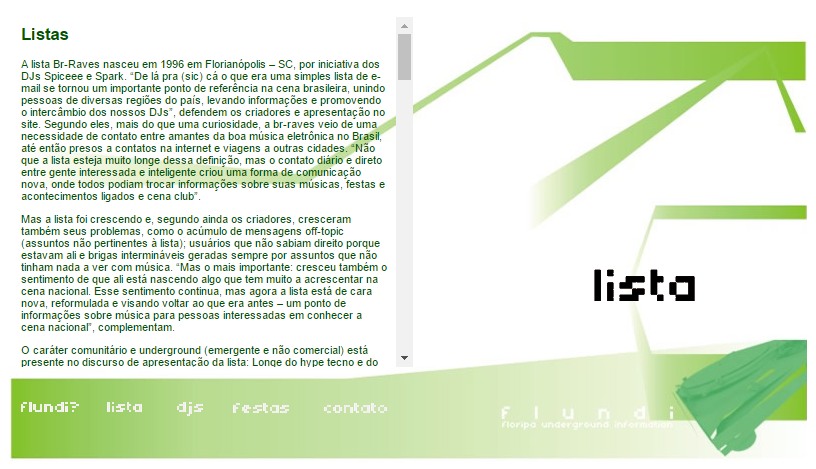 Listas
A lista Br-Raves nasceu em 1996 em Florianópolis – SC, por iniciativa dos
DJs Spiceee e Spark. “De lá pra (sic) cá o que era uma simples lista de e-
mail se tornou um importante ponto de referência na cena brasileira, unindo
pessoas de diversas regiões do país, levando informações e promovendo
o intercâmbio dos nossos DJs”, defendem os criadores e apresentação no
site. Segundo eles, mais do que uma curiosidade, a br-raves veio de uma
necessidade de contato entre amantes da boa música eletrônica no Brasil,
até então presos a contatos na internet e viagens a outras cidades. “Não
que a lista esteja muito longe dessa definição, mas o contato diário e direto
entre gente interessada e inteligente criou uma forma de comunicação
nova, onde todos podiam trocar informações sobre suas músicas, festas e
acontecimentos ligados e cena club”.
Mas a lista foi crescendo e, segundo ainda os criadores, cresceram
também seus problemas, como o acúmulo de mensagens off-topic
(assuntos não pertinentes à lista); usuários que não sabiam direito porque
estavam ali e brigas intermináveis geradas sempre por assuntos que não
tinham nada a ver com música. “Mas o mais importante: cresceu também o
sentimento de que ali está nascendo algo que tem muito a acrescentar na
cena nacional. Esse sentimento continua, mas agora a lista está de cara
nova, reformulada e visando voltar ao que era antes – um ponto de
informações sobre música para pessoas interessadas em conhecer a
cena nacional”, complementam.
O caráter comunitário e underground (emergente e não comercial) está
presente no discurso de apresentação da lista: Longe do hype tecno e do
lista
flundi? lista djs festas contato
flundi
floripa underground information